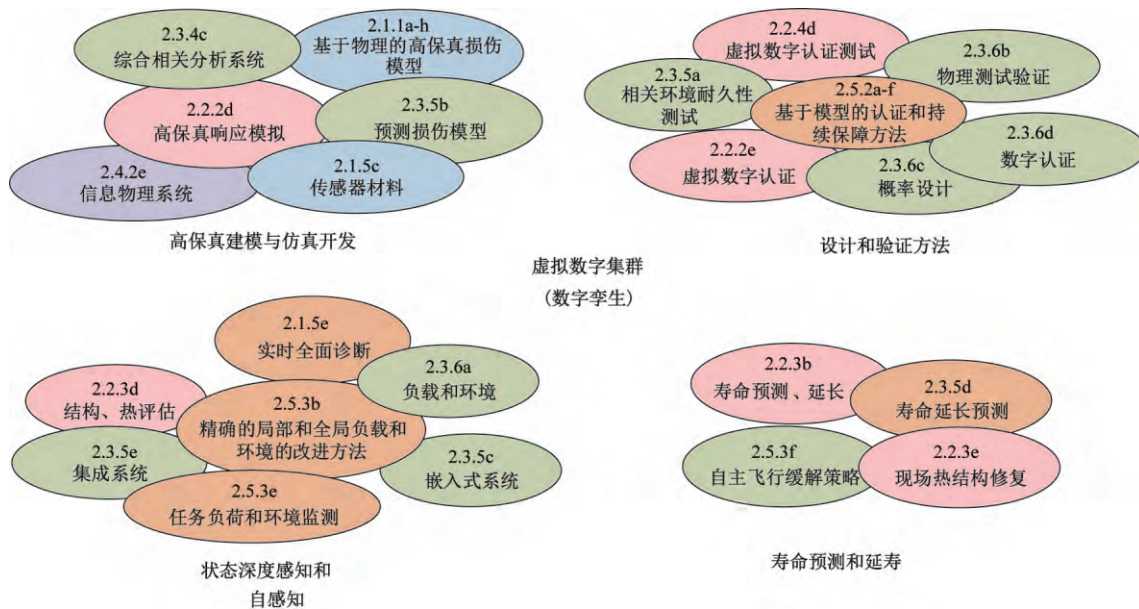 2.3.4c
综合相关分析系统
2.1.1a-h
基于物理的高保真损伤
模型
2.2.2d
高保真响应模拟
2.3.5b
预测损伤模型
2.4.2e
信息物理系统
2.1.5c
传感器材料
高保真建模与仿真开发
2.2.4d
虚拟数字认证测试
2.3.5a
相关环境耐久性
测试
2.3.6b
物理测试验证
2.5.2a-f
基于模型的认证和持
续保障方法
2.2.2e
虚拟数字认证
2.3.6c
概率设计
2.3.6d
数字认证
设计和验证方法
虚拟数字集群
(数字孪生)
2.1.5e
实时全面诊断
2.2.3d
结构、热评估
2.3.6a
负载和环境
2.5.3b
精确的局部和全局负载和
环境的改进方法
2.3.5e
集成系统
2.3.5c
嵌入式系统
2.5.3e
任务负荷和环境监测
状态深度感知和
自感知
2.2.3b
寿命预测、延长
2.3.5d
寿命延长预测
2.5.3f
自主飞行缓解策略
2.2.3e
现场热结构修复
寿命预测和延寿